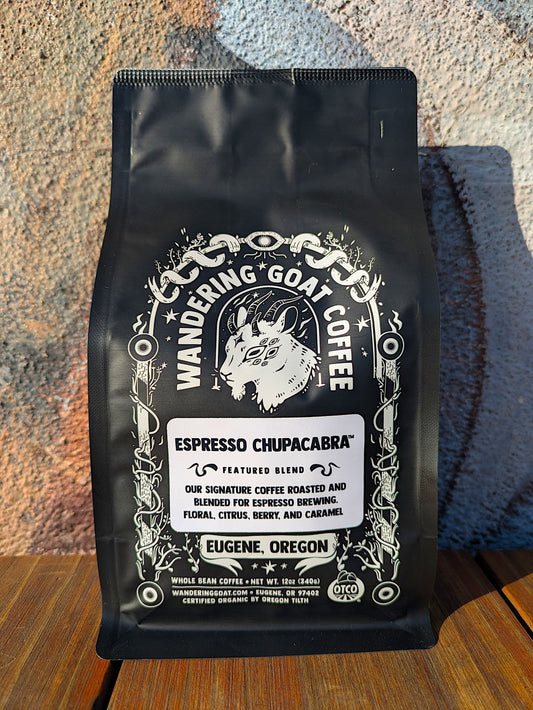 WANDERING GOAT COFFEE
ESPRESSO CHUPACABRA™
FEATURED BLEND
OUR SIGNATURE COFFEE ROASTED AND
BLENDED FOR ESPRESSO BREWING.
FLORAL, CITRUS, BERRY, AND CARAMEL
EUGENE, OREGON
WHOLE BEAN COFFEE • NET WT. 12oz (340g)
WANDERINGGOAT.COM • EUGENE, OR 97402
CERTIFIED ORGANIC BY OREGON TILTH
OTCO